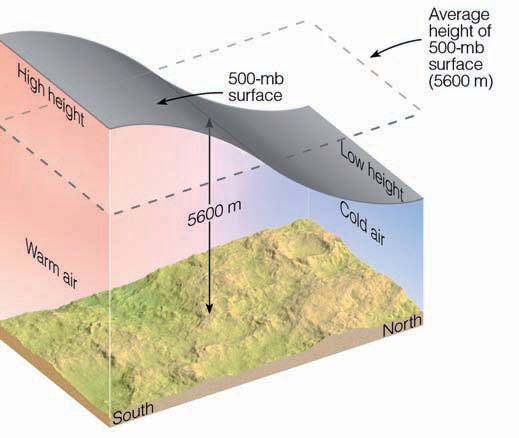 Average
height of
500-mb
surface
(5600 m)
500-mb
surface
High height
Low height
5600 m
Cold air
Warm air
North
South